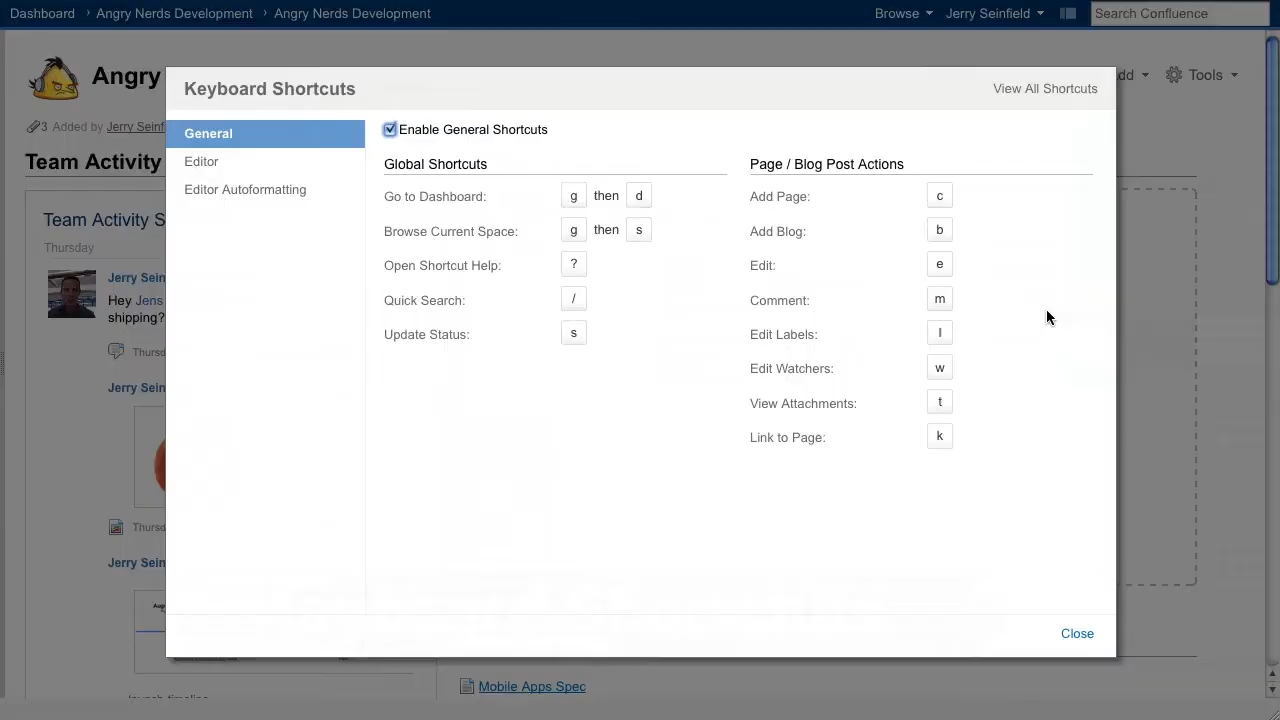 Dashboard › Angry Nerds Development › Angry Nerds Development Browse Jerry Seinfield Search Confluence
Angry
Tools
3 Added by Jerry Seinf
Team Activity
Team Activity S
Thursday
Jerry Sein
Hey Jens
shipping?
Thursd
Jerry Sein
Thursd
Jerry Sein
Keyboard Shortcuts View All Shortcuts
General
Editor
Editor Autoformatting
Enable General Shortcuts
Global Shortcuts
Go to Dashboard: g then d
Browse Current Space: g then s
Open Shortcut Help: ?
Quick Search: /
Update Status: s
Page / Blog Post Actions
Add Page: c
Add Blog: b
Edit: e
Comment: m
Edit Labels: l
Edit Watchers: w
View Attachments: t
Link to Page: k
Close
Mobile Apps Spec